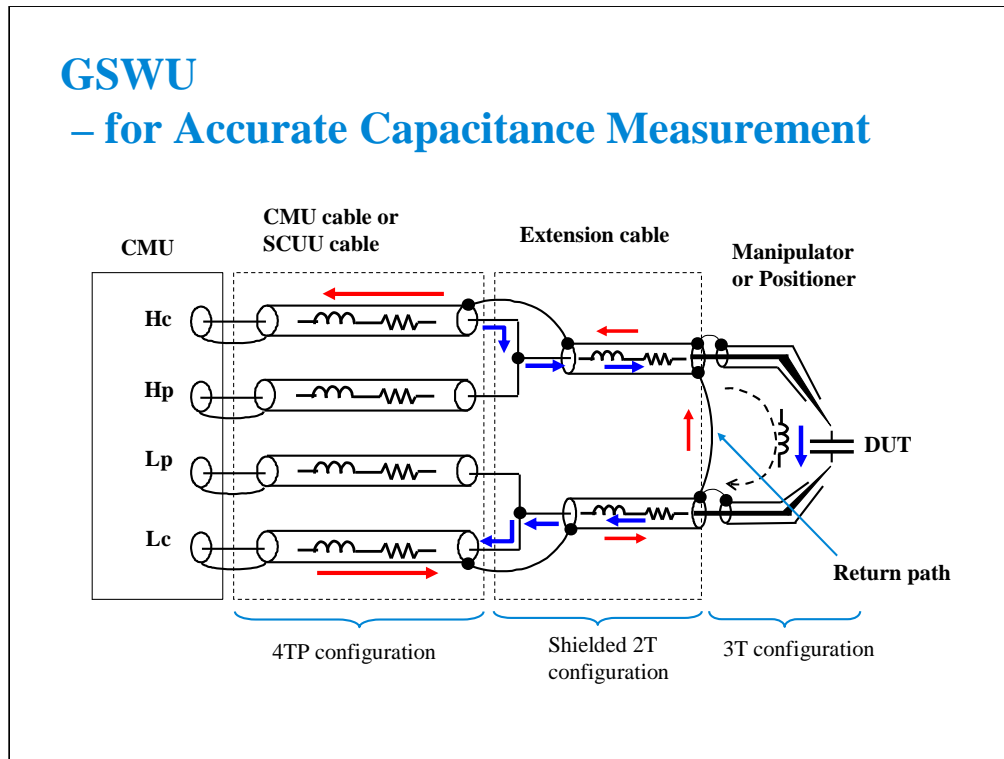 GSWU
– for Accurate Capacitance Measurement
CMU
CMU cable or
SCUU cable
Extension cable
Manipulator
or Positioner
Hc
Hp
Lp
Lc
DUT
Return path
4TP configuration
Shielded 2T
configuration
3T configuration